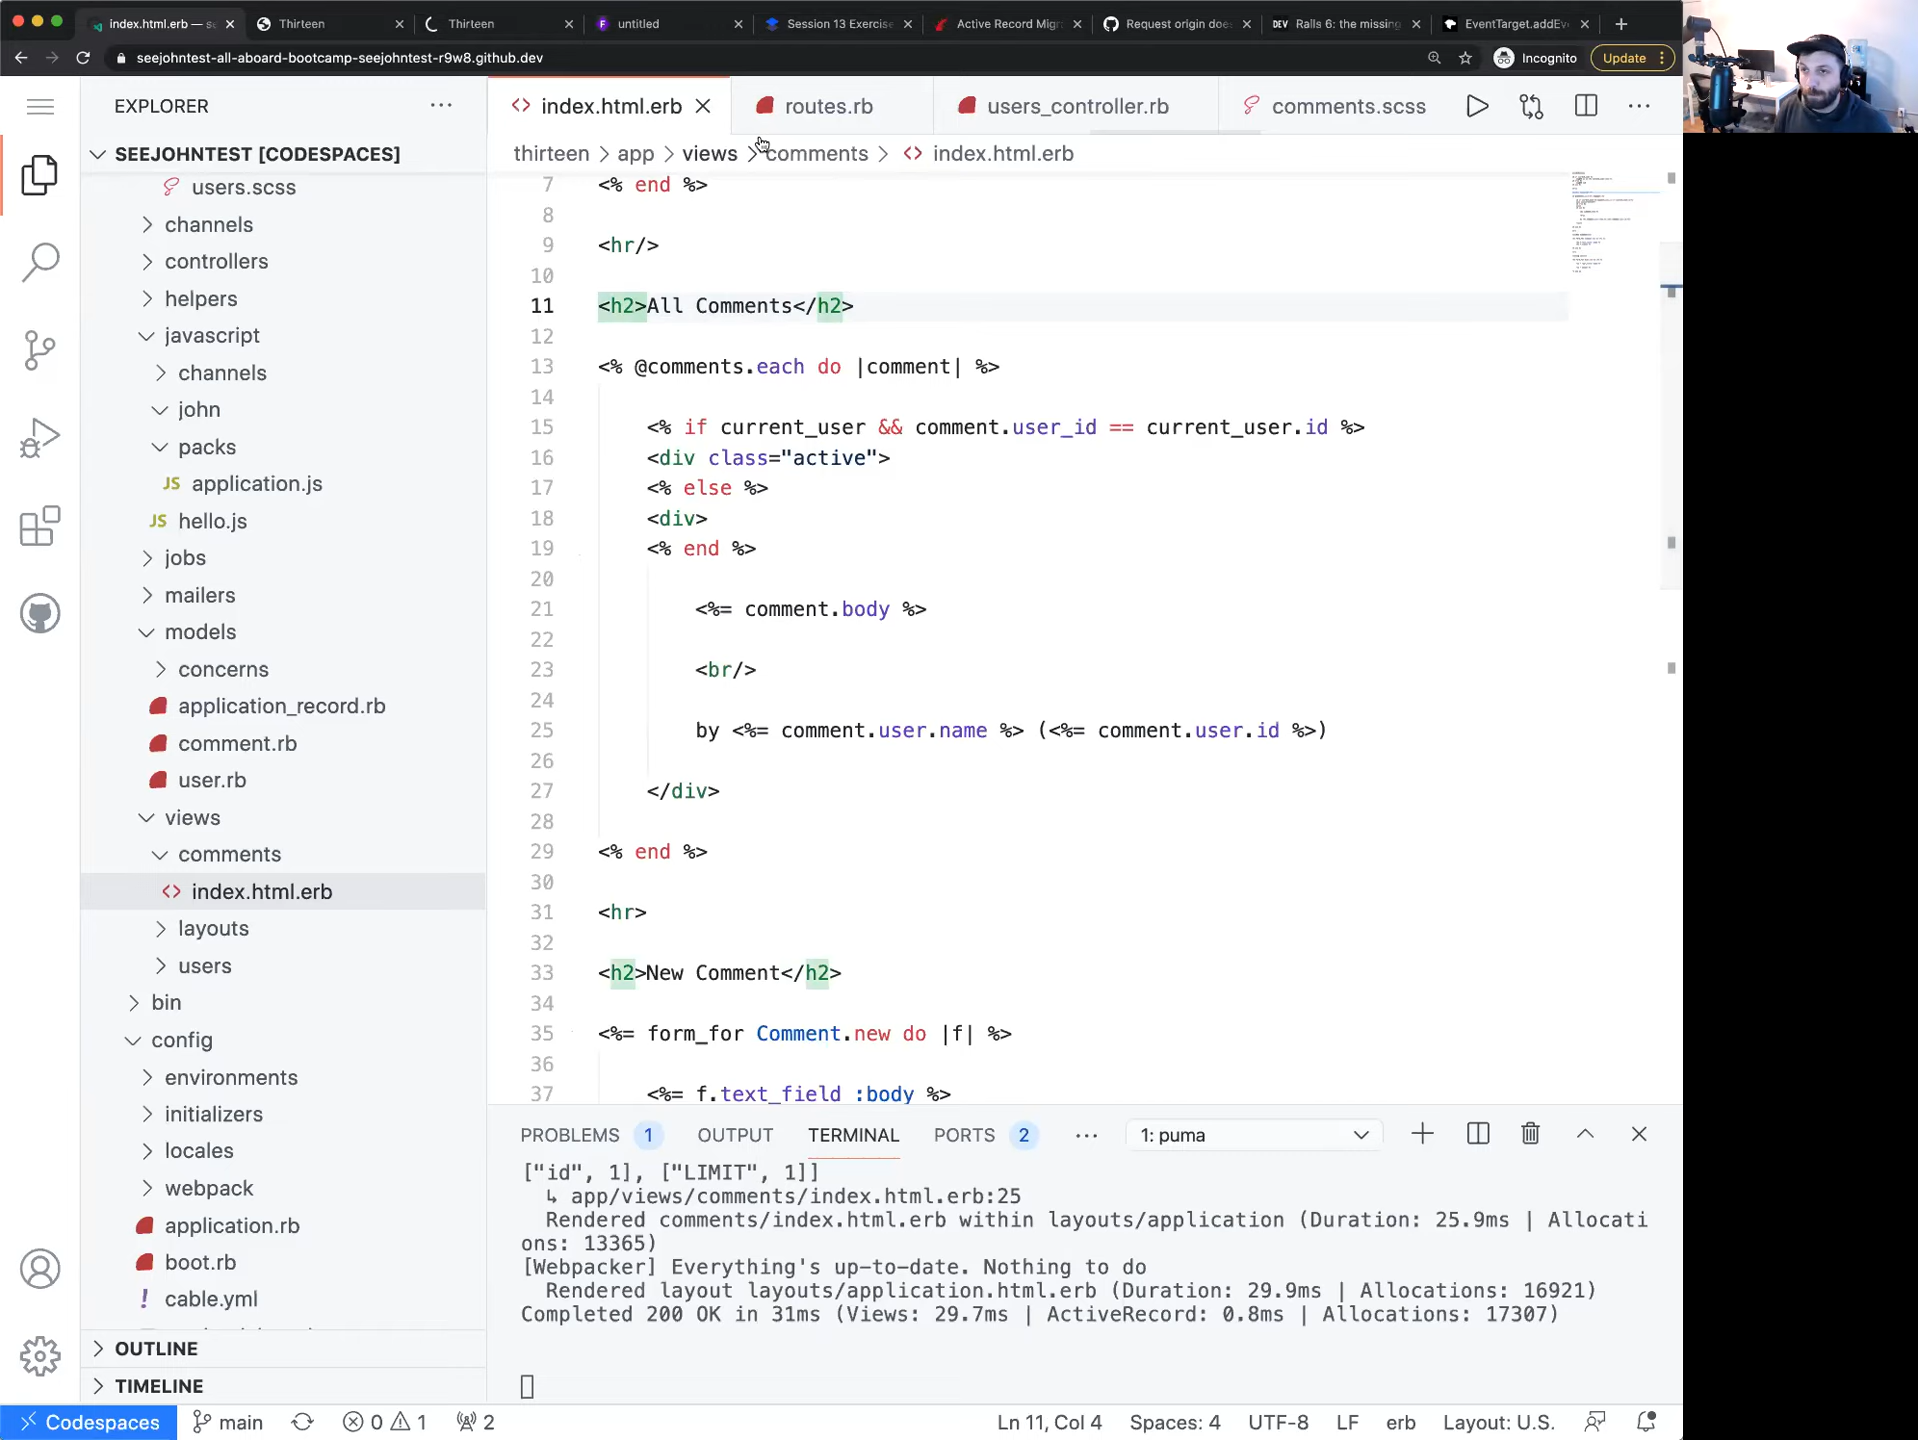 index.html.erb — se
Thirteen
Thirteen
untitled
Session 13 Exercise
Active Record Migr
Request origin doe
DEV Rails 6: the missing
EventTarget.addEv
seejohntest-all-aboard-bootcamp-seejohntest-r9w8.github.dev
Incognito
Update
EXPLORER
index.html.erb
routes.rb
users_controller.rb
comments.scss
SEEJOHNTEST [CODESPACES]
thirteen > app > views > comments > <> index.html.erb
users.scss
channels
controllers
helpers
javascript
channels
john
packs
JS application.js
JS hello.js
jobs
mailers
models
concerns
application_record.rb
comment.rb
user.rb
views
comments
<> index.html.erb
layouts
users
bin
config
environments
initializers
locales
webpack
application.rb
boot.rb
! cable.yml
OUTLINE
TIMELINE
7 <% end %>
8
9 <hr/>
10
11 <h2>All Comments</h2>
12
13 <% @comments.each do |comment| %>
14
15 <% if current_user && comment.user_id == current_user.id %>
16 <div class="active">
17 <% else %>
18 <div>
19 <% end %>
20
21 <%= comment.body %>
22
23 <br/>
24
25 by <%= comment.user.name %> (<%= comment.user.id %>)
26
27 </div>
28
29 <% end %>
30
31 <hr>
32
33 <h2>New Comment</h2>
34
35 <%= form_for Comment.new do |f| %>
36
37 <%= f.text_field :body %>
PROBLEMS 1 OUTPUT TERMINAL PORTS 2 1: puma
["id", 1], ["LIMIT", 1]]
↳ app/views/comments/index.html.erb:25
Rendered comments/index.html.erb within layouts/application (Duration: 25.9ms | Allocati
ons: 13365)
[Webpacker] Everything's up-to-date. Nothing to do
Rendered layout layouts/application.html.erb (Duration: 29.9ms | Allocations: 16921)
Completed 200 OK in 31ms (Views: 29.7ms | ActiveRecord: 0.8ms | Allocations: 17307)
Codespaces main 0 1 2 Ln 11, Col 4 Spaces: 4 UTF-8 LF erb Layout: U.S.